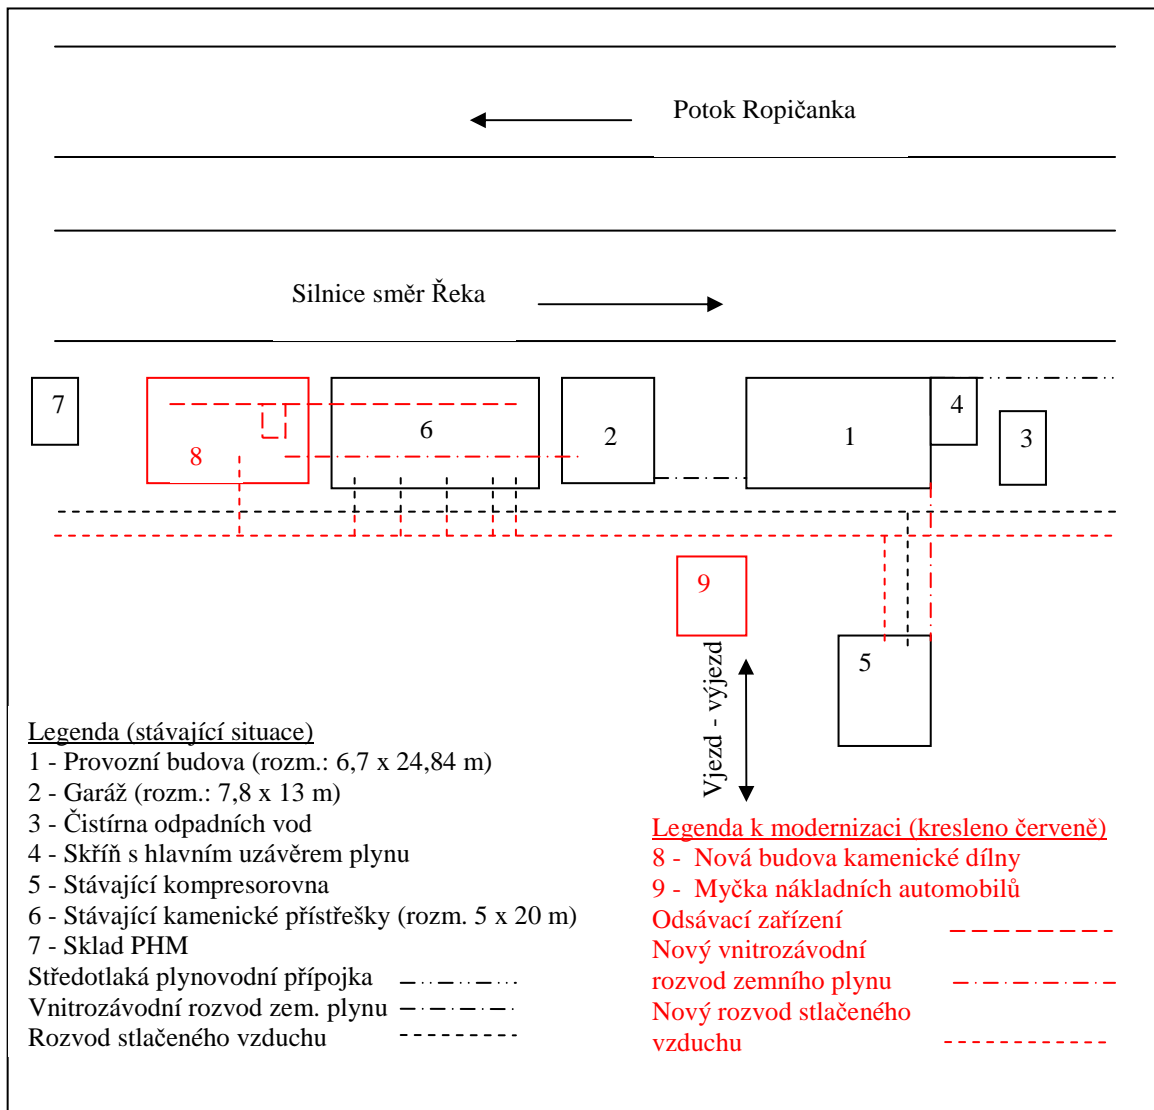 Potok Ropičanka
Silnice směr Řeka
7
8
6
2
1
4
3
9
5
Vjezd - výjezd
Legenda (stávající situace)
1 - Provozní budova (rozm.: 6,7 x 24,84 m)
2 - Garáž (rozm.: 7,8 x 13 m)
3 - Čistírna odpadních vod
4 - Skříň s hlavním uzávěrem plynu
5 - Stávající kompresorovna
6 - Stávající kamenické přístřešky (rozm. 5 x 20 m)
7 - Sklad PHM
Středotlaká plynovodní přípojka
Vnitrozávodní rozvod zem. plynu
Rozvod stlačeného vzduchu
Legenda k modernizaci (kresleno červeně)
8 - Nová budova kamenické dílny
9 - Myčka nákladních automobilů
Odsávací zařízení
Nový vnitrozávodní
rozvod zemního plynu
Nový rozvod stlačeného
vzduchu